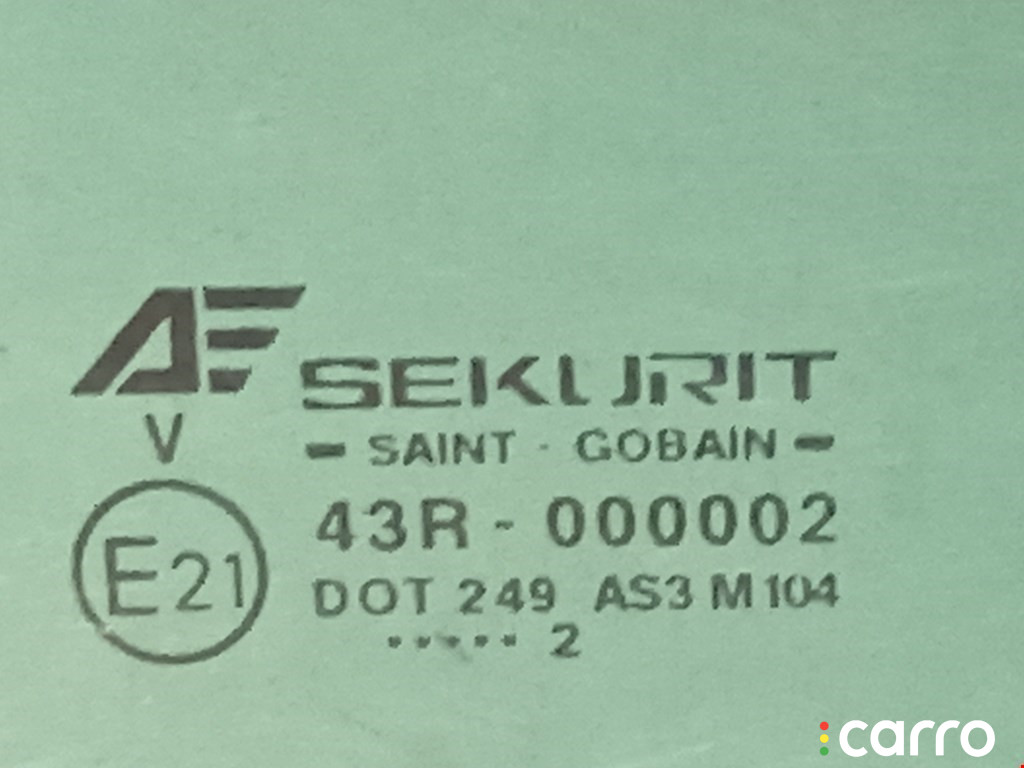 AF SEKURIT
V
- SAINT - GOBAIN -
E21
43R - 000002
DOT 249 AS3 M104
..... 2
carro